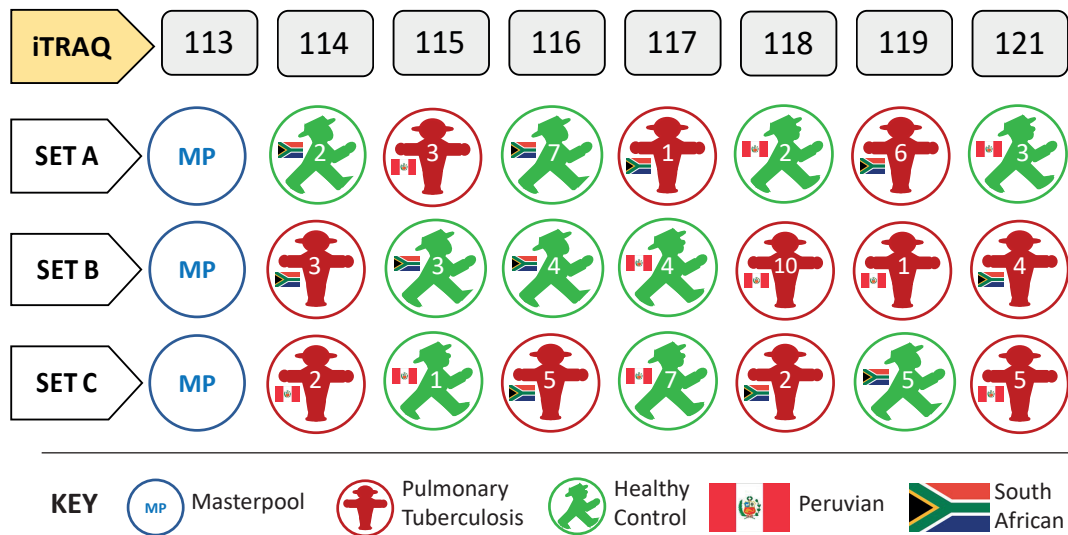 iTRAQ 113 114 115 116 117 118 119 121
SET A MP 2 3 7 1 2 6 3
SET B MP 3 3 4 4 10 1 4
SET C MP 2 1 5 7 2 5 5
KEY MP Masterpool Pulmonary Tuberculosis Healthy Control Peruvian South African